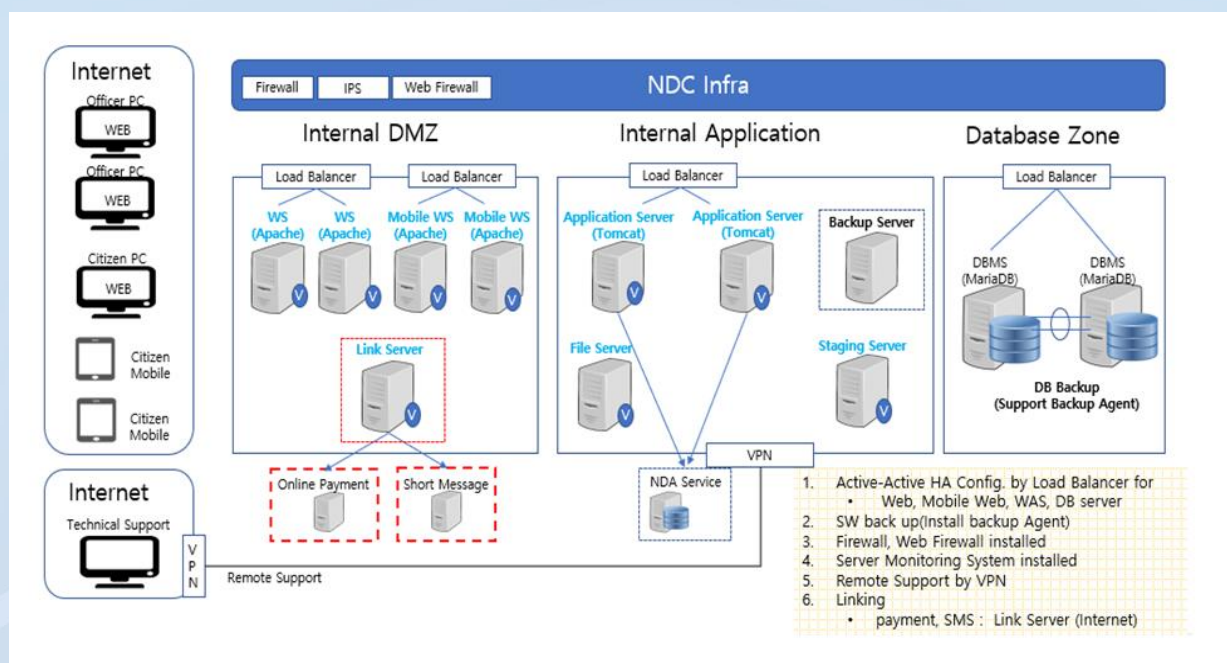 Internet
Officer PC
WEB
Officer PC
WEB
Citizen PC
WEB
Citizen
Mobile
Citizen
Mobile
Internet
Technical Support
VPN
Remote Support
NDC Infra
Firewall
IPS
Web Firewall
Internal DMZ
Load Balancer
Load Balancer
WS
(Apache)
WS
(Apache)
Mobile WS
(Apache)
Mobile WS
(Apache)
V
V
V
V
Link Server
V
Online Payment
Short Message
Internal Application
Load Balancer
Application Server
(Tomcat)
Application Server
(Tomcat)
Backup Server
V
V
File Server
V
Staging Server
V
VPN
NDA Service
Database Zone
Load Balancer
DBMS
(MariaDB)
DBMS
(MariaDB)
DB Backup
(Support Backup Agent)
1. Active-Active HA Config. by Load Balancer for
• Web, Mobile Web, WAS, DB server
2. SW back up(Install backup Agent)
3. Firewall, Web Firewall installed
4. Server Monitoring System installed
5. Remote Support by VPN
6. Linking
• payment, SMS : Link Server (Internet)